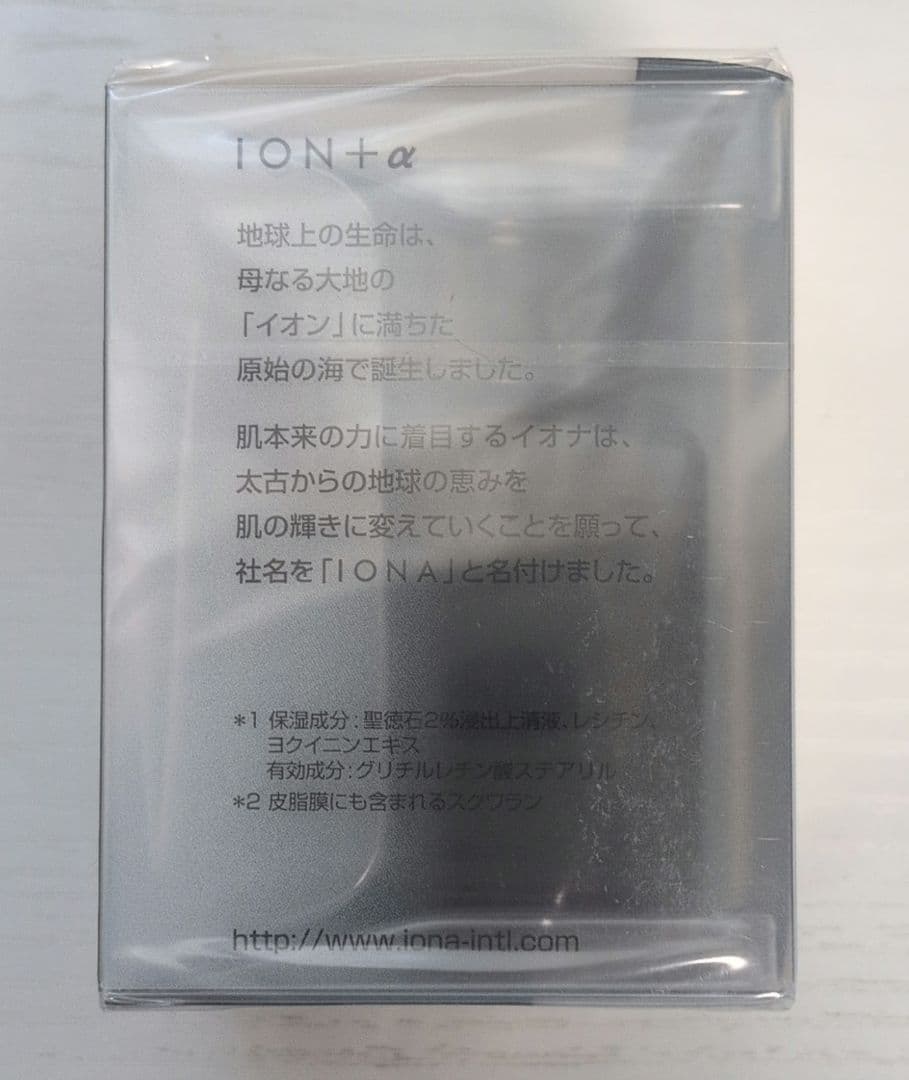 ION+α
地球上の生命は、
母なる大地の
「イオン」に満ちた
原始の海で誕生しました。
肌本来の力に着目するイオナは、
太古からの地球の恵みを
肌の輝きに変えていくことを願って、
社名を「IONA」と名付けました。
*1 保湿成分:聖徳石2%浸出上清液、レシチン、
ヨクイニンエキス
有効成分:グリチルレチン酸ステアリル
*2 皮脂膜にも含まれるスクワラン
http://www.iona-intl.com